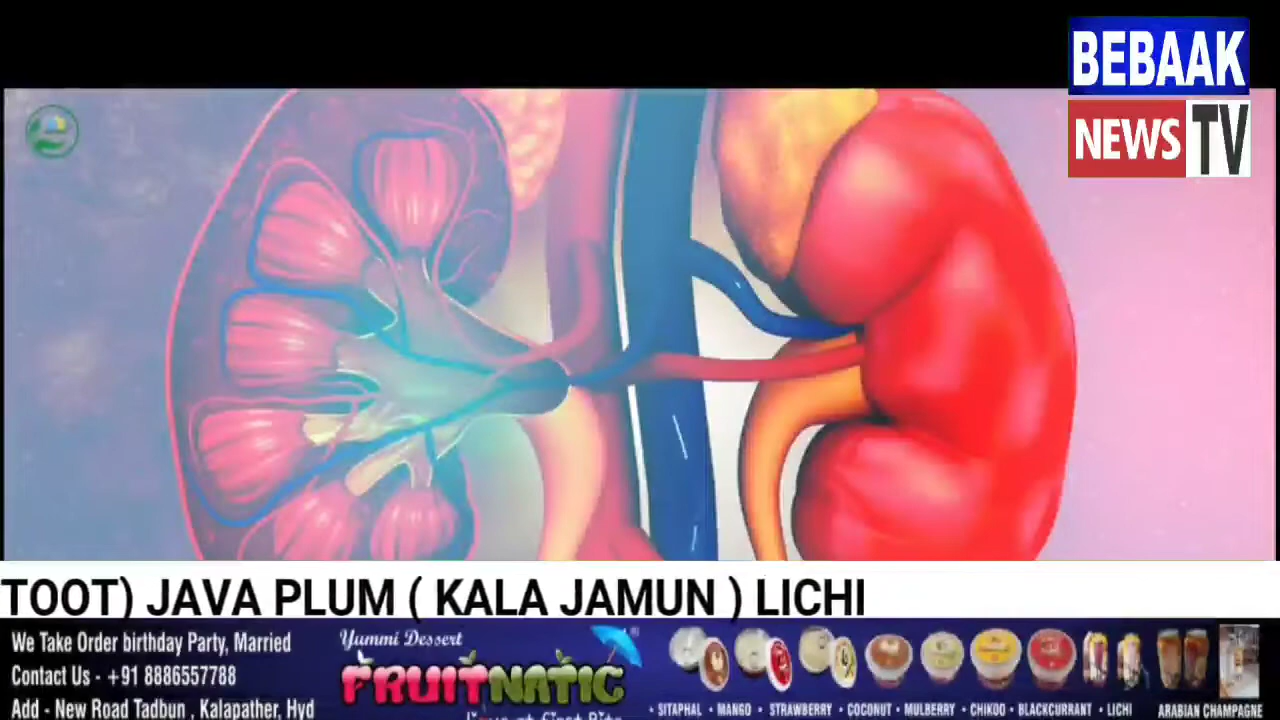 BEBAAK
NEWS TV
TOOT) JAVA PLUM ( KALA JAMUN ) LICHI
We Take Order birthday Party, Married
Contact Us - +91 8886557788
Add - New Road Tadbun , Kalapather, Hyd
Yummi Dessert
FRUITNATIC
• SITAPHAL • MANGO • STRAWBERRY • COCONUT • MULBERRY • CHIKOO • BLACKCURRANT • LICHI
ARABIAN CHAMPAGNE